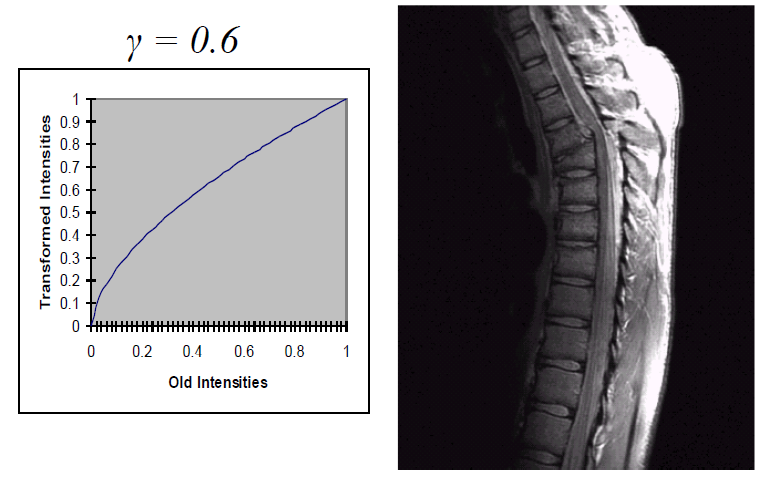 γ = 0.6
1
0.9
0.8
0.7
0.6
0.5
0.4
0.3
0.2
0.1
0
Transformed Intensities
0 0.2 0.4 0.6 0.8 1
Old Intensities